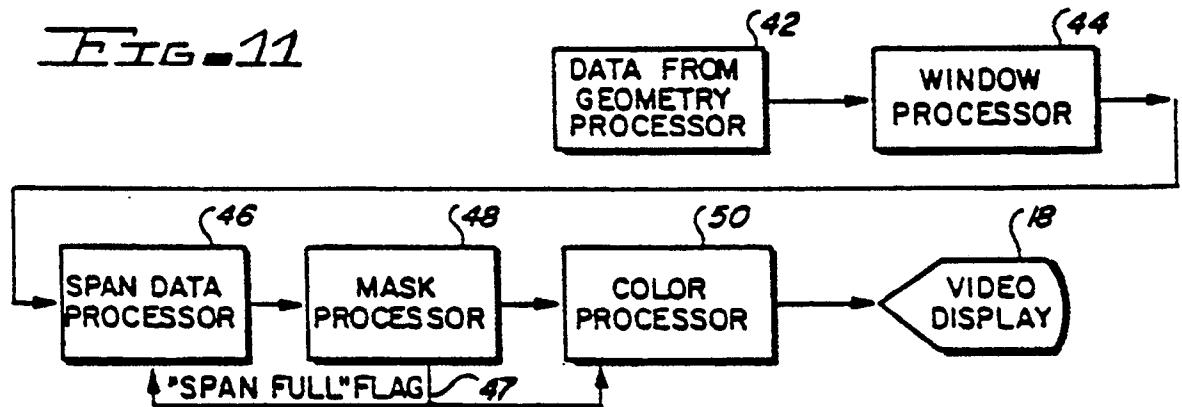 FIG-11
42
DATA FROM
GEOMETRY
PROCESSOR
44
WINDOW
PROCESSOR
46
SPAN DATA
PROCESSOR
48
MASK
PROCESSOR
50
COLOR
PROCESSOR
18
VIDEO
DISPLAY
"SPAN FULL" FLAG
47